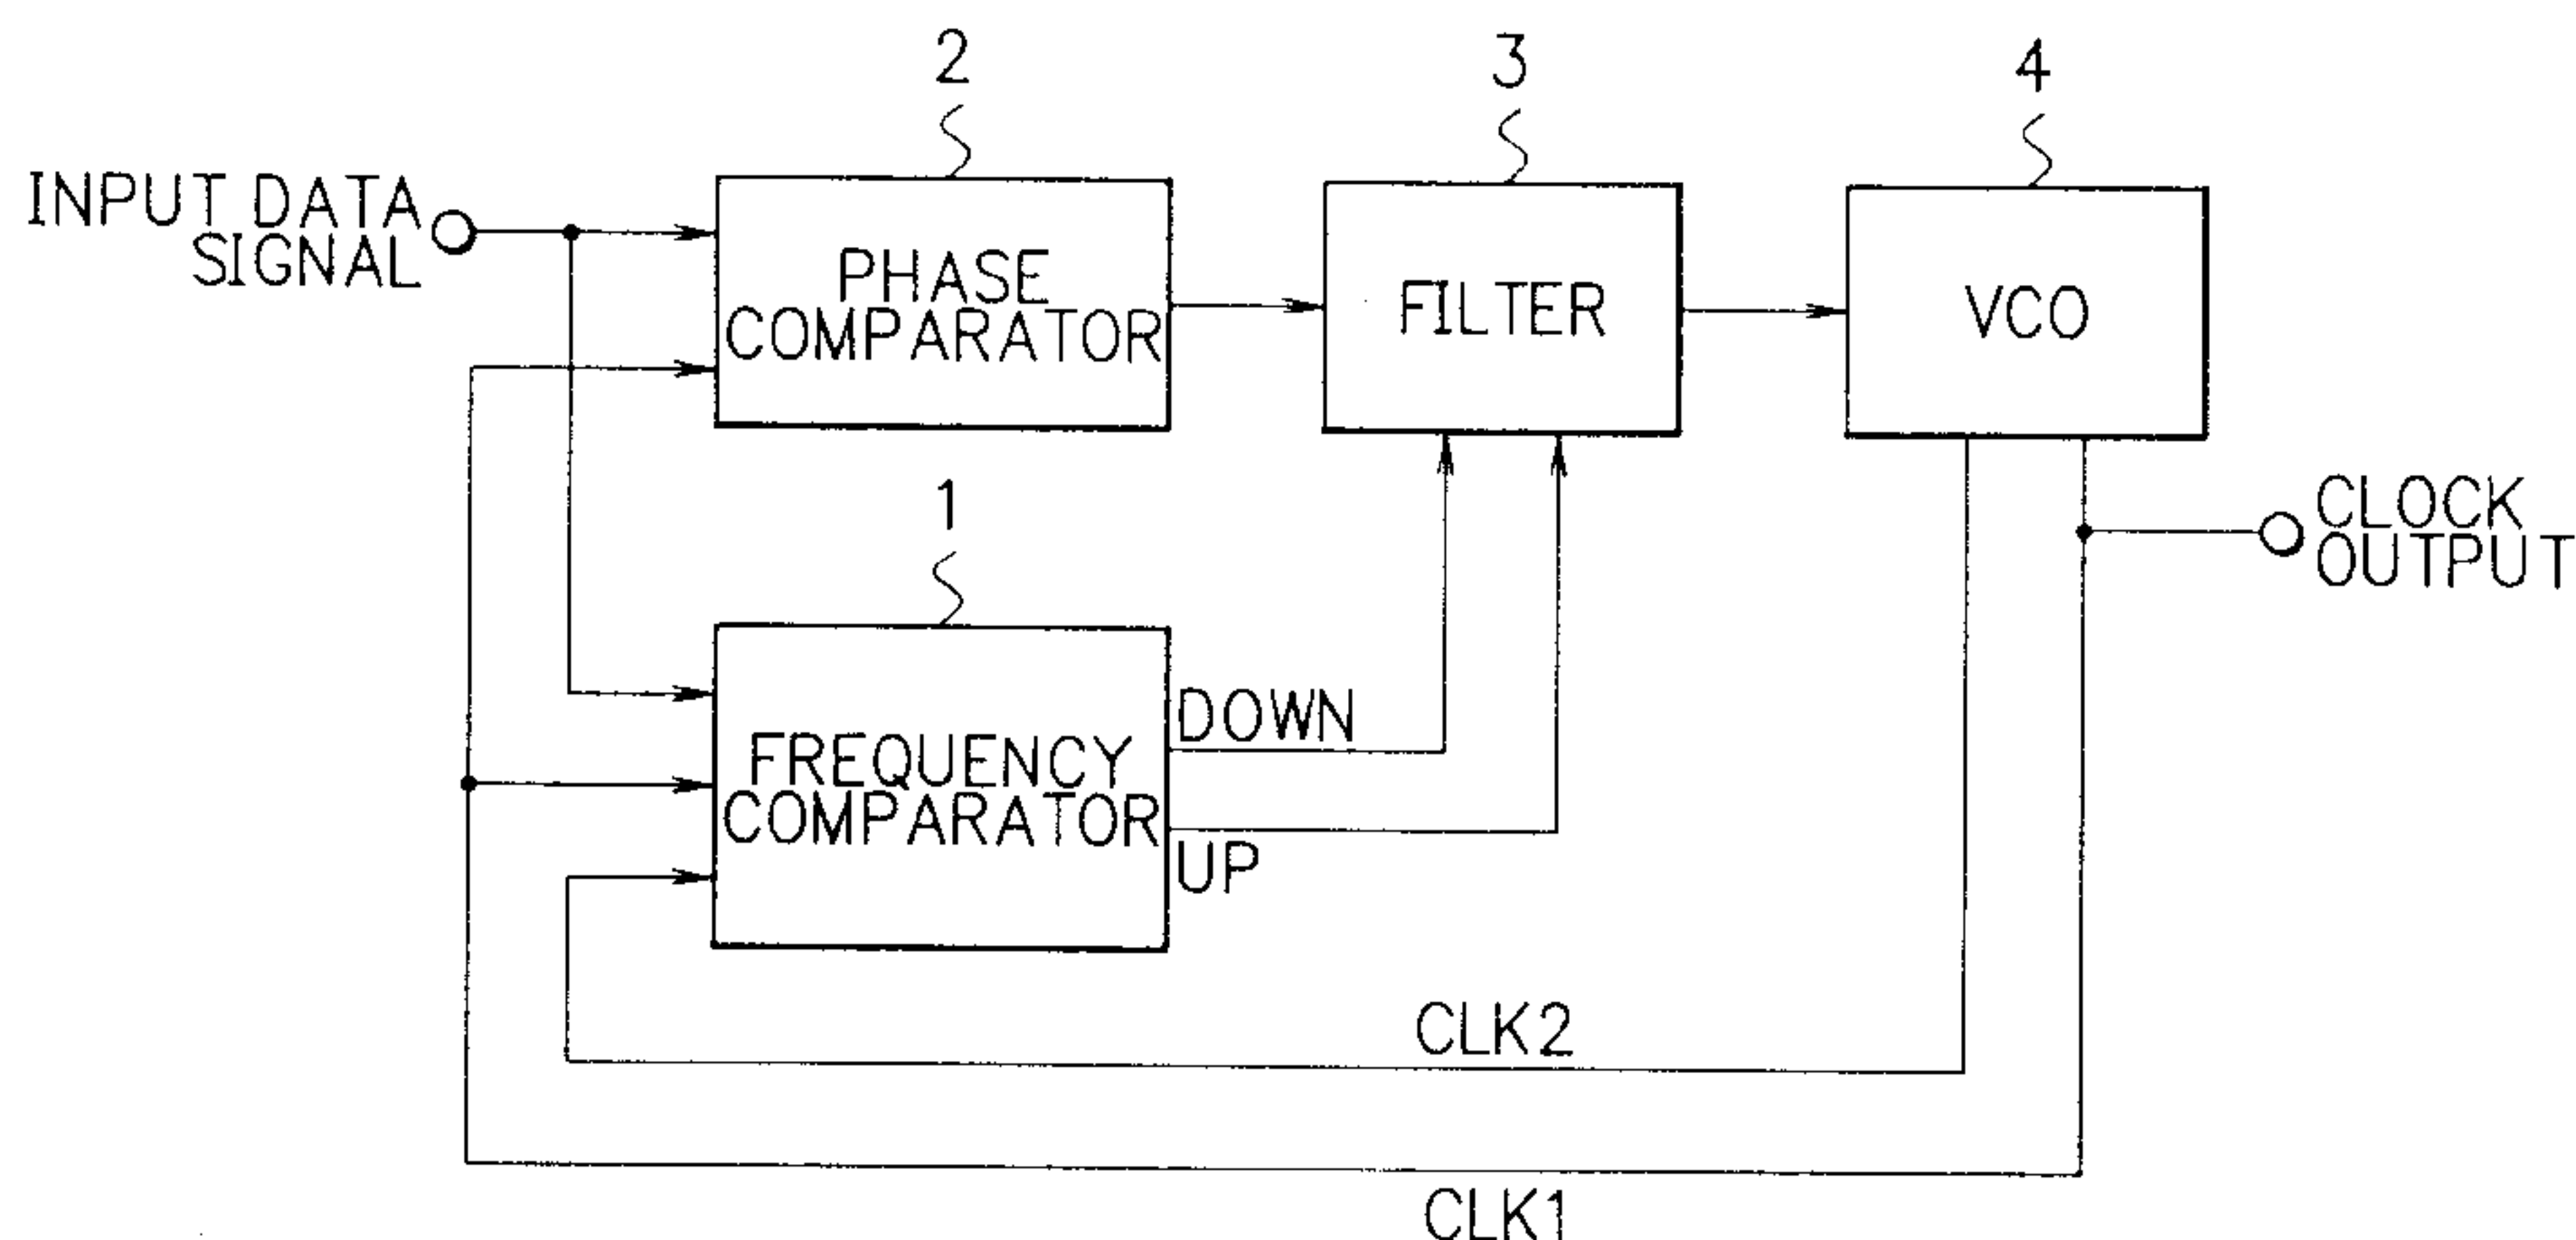 2
3
4
INPUT DATA
SIGNAL
PHASE
COMPARATOR
FILTER
VCO
1
CLOCK
OUTPUT
DOWN
FREQUENCY
COMPARATOR
UP
CLK2
CLK1